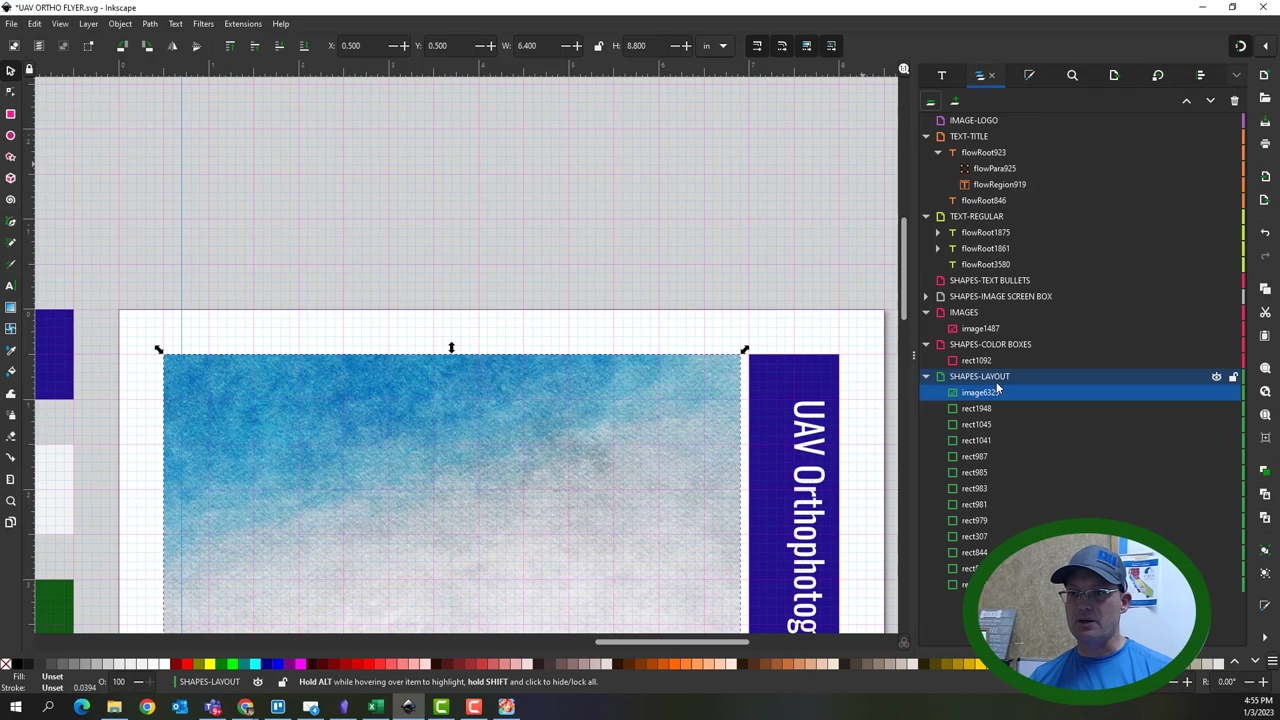 *UAV ORTHO FLYER.svg - Inkscape
File Edit View Layer Object Path Text Filters Extensions Help
X: 0.500 Y: 0.500 W: 6.400 H: 8.800 in
IMAGE-LOGO
TEXT-TITLE
flowRoot923
flowPara925
flowRegion919
flowRoot846
TEXT-REGULAR
flowRoot1875
flowRoot1861
flowRoot3580
SHAPES-TEXT BULLETS
SHAPES-IMAGE SCREEN BOX
IMAGES
image1487
SHAPES-COLOR BOXES
rect1092
SHAPES-LAYOUT
rect1948
rect1045
rect1041
rect987
rect985
rect983
rect981
rect979
rect307
rect844
UAV Orthophotog
Fill: Unset
Stroke: Unset 0.0394
O: 100
SHAPES-LAYOUT
Hold ALT while hovering over item to highlight, hold SHIFT and click to hide/lock all.
R: 0.00°
4:55 PM
1/3/2023